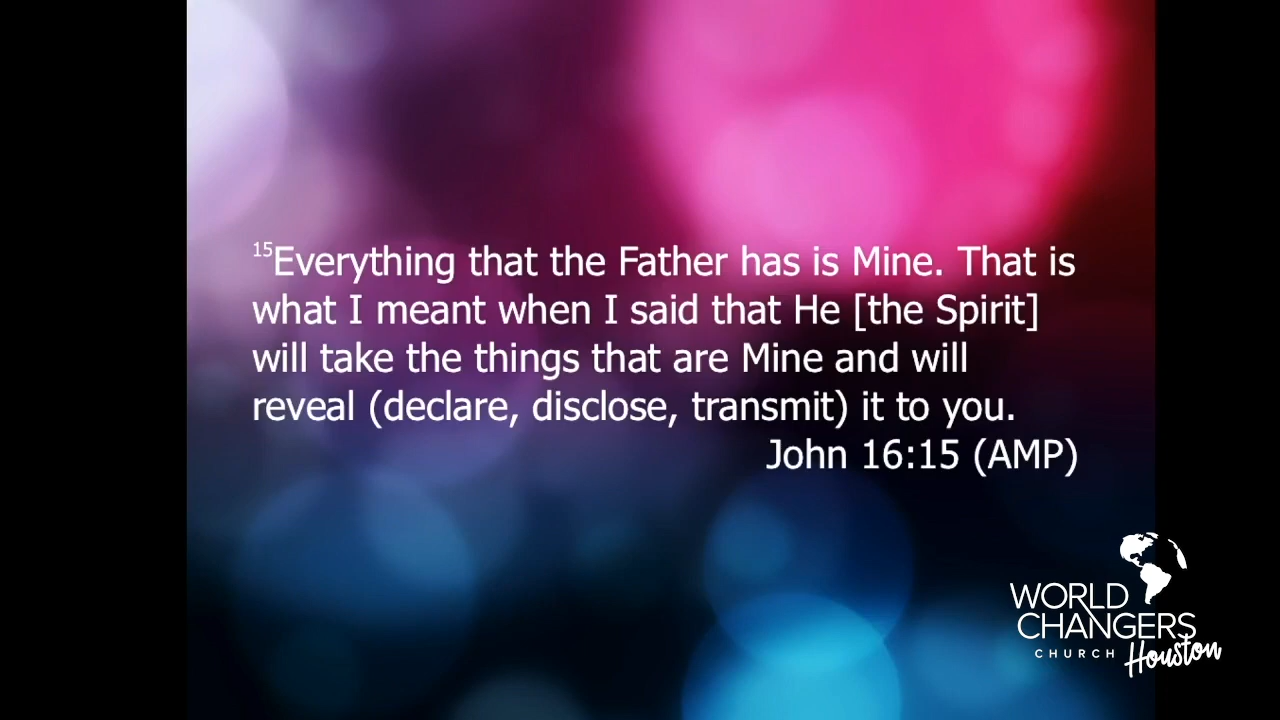 15Everything that the Father has is Mine. That is
what I meant when I said that He [the Spirit]
will take the things that are Mine and will
reveal (declare, disclose, transmit) it to you.
John 16:15 (AMP)
WORLD
CHANGERS
CHURCH Houston